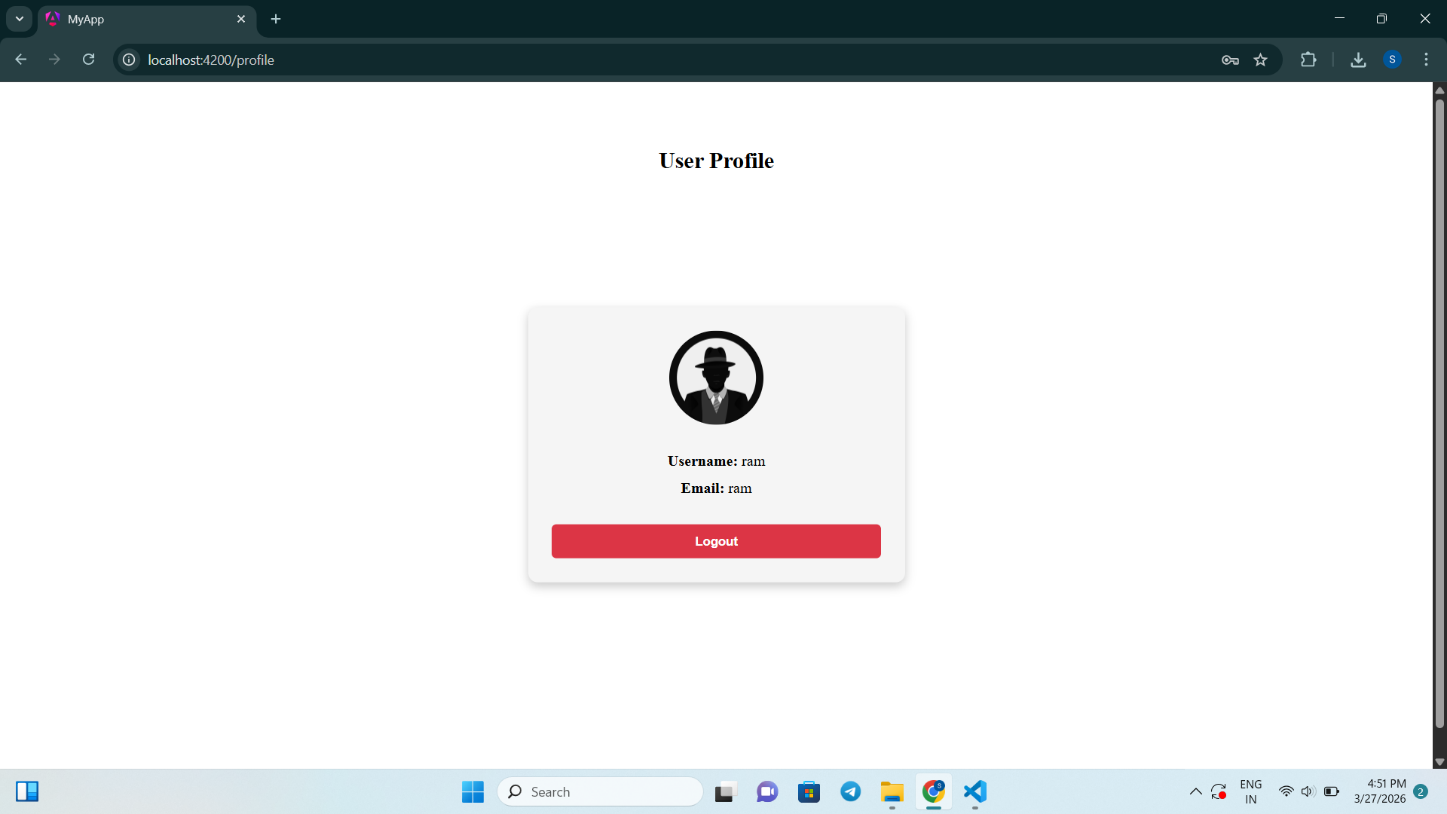 MyApp
localhost:4200/profile
S
User Profile
Username: ram
Email: ram
Logout
Search
ENG
IN
4:51 PM
3/27/2026
2